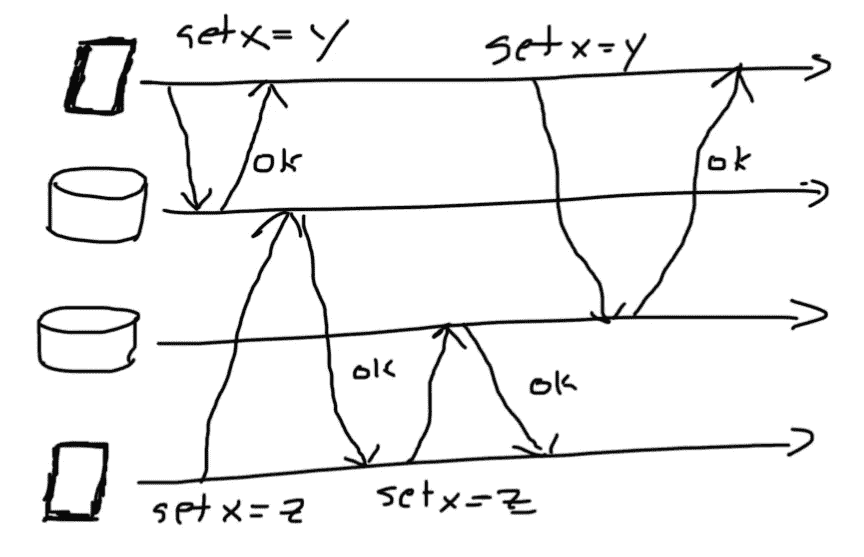 set x = y
set x = y
ok
ok
ok
ok
set x = z
set x = z